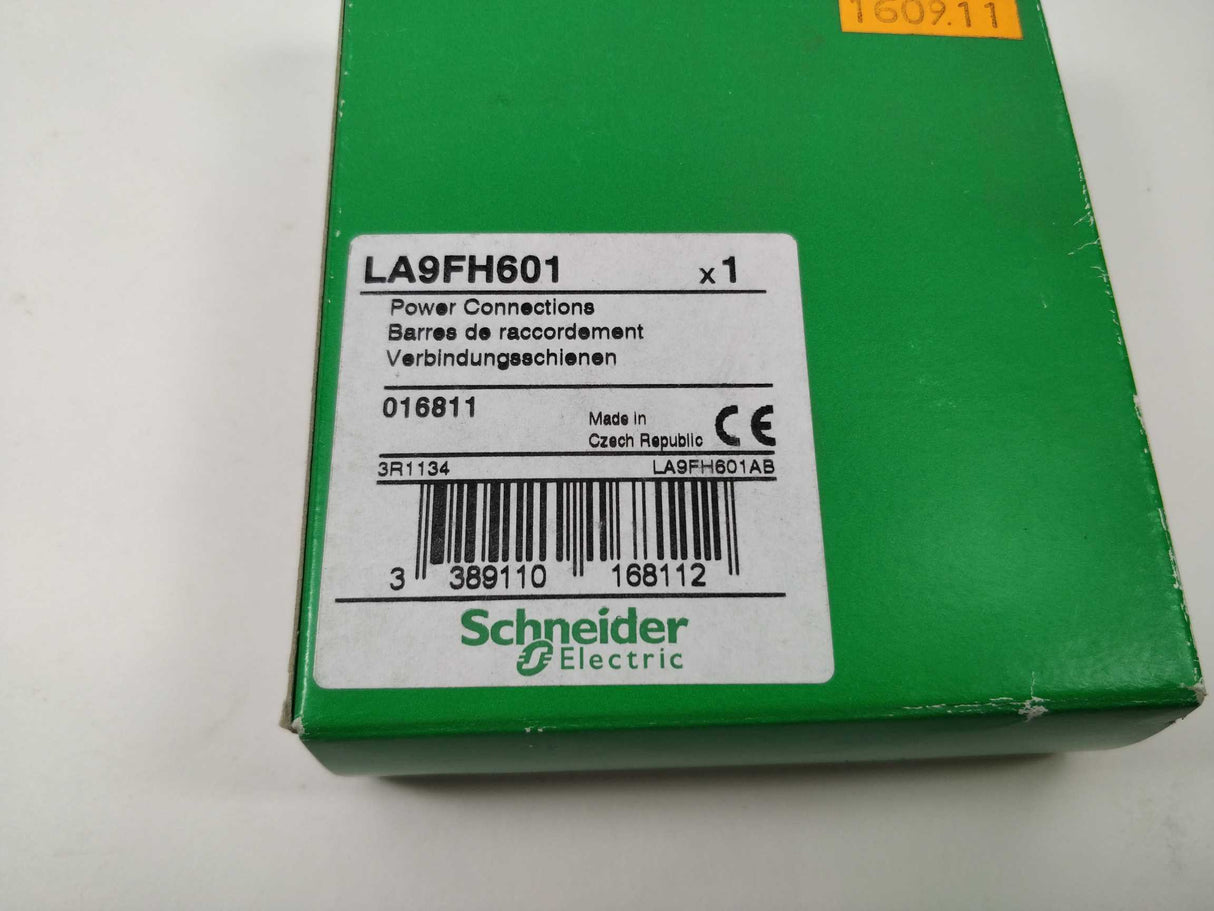 1609.11
LA9FH601 x1
Power Connections
Barres de raccordement
Verbindungsschienen
016811
Made in
Czech Republic CE
3R1134 LA9FH601AB
3 389110 168112
Schneider
Electric